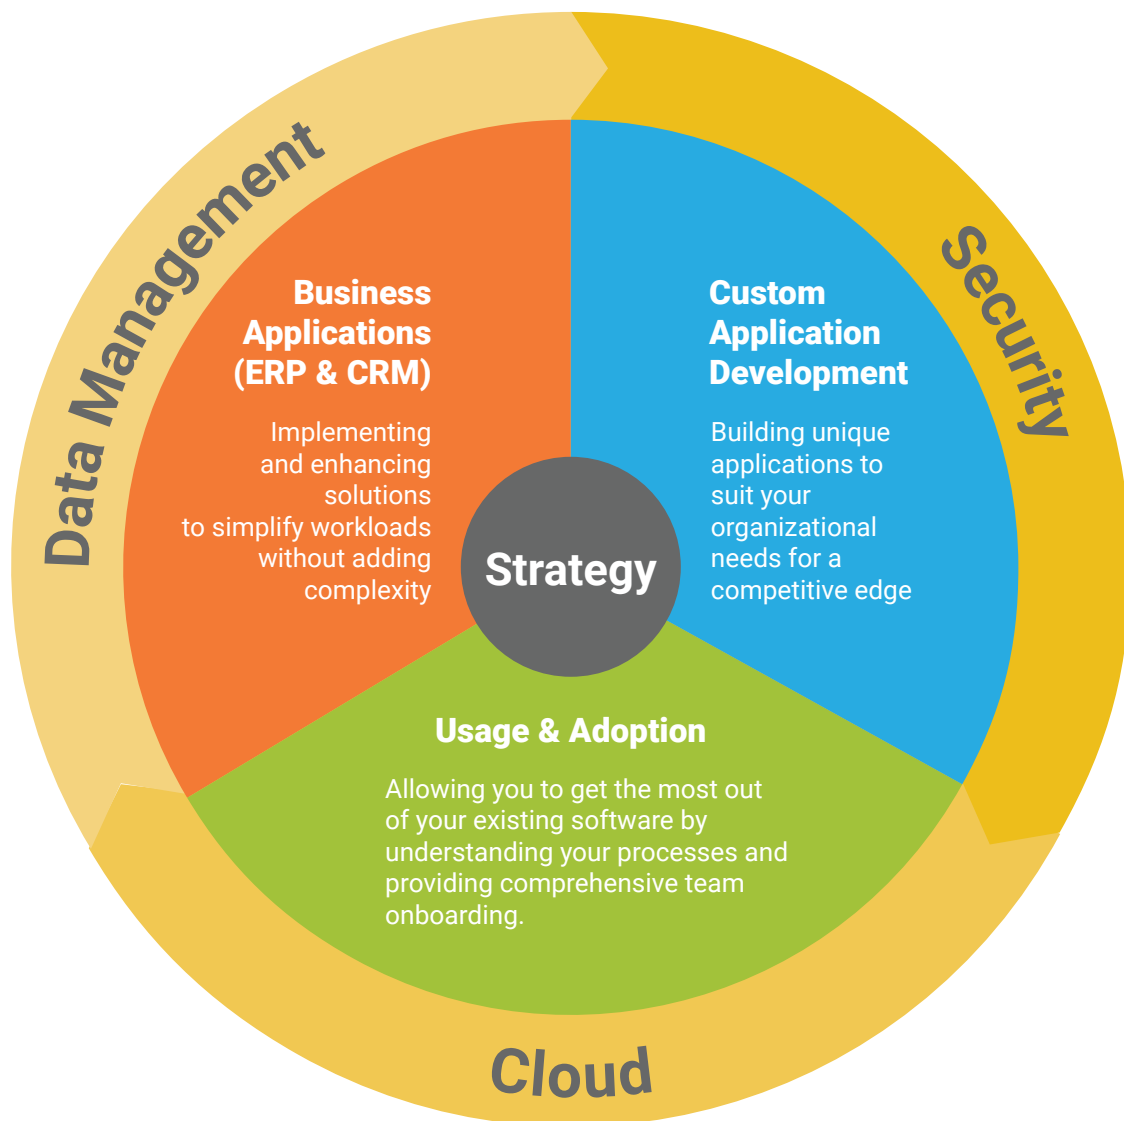 Data Management
Security
Business
Applications
(ERP & CRM)
Implementing
and enhancing
solutions
to simplify workloads
without adding
complexity
Custom
Application
Development
Building unique
applications to
suit your
organizational
needs for a
competitive edge
Strategy
Usage & Adoption
Allowing you to get the most out
of your existing software by
understanding your processes and
providing comprehensive team
onboarding.
Cloud